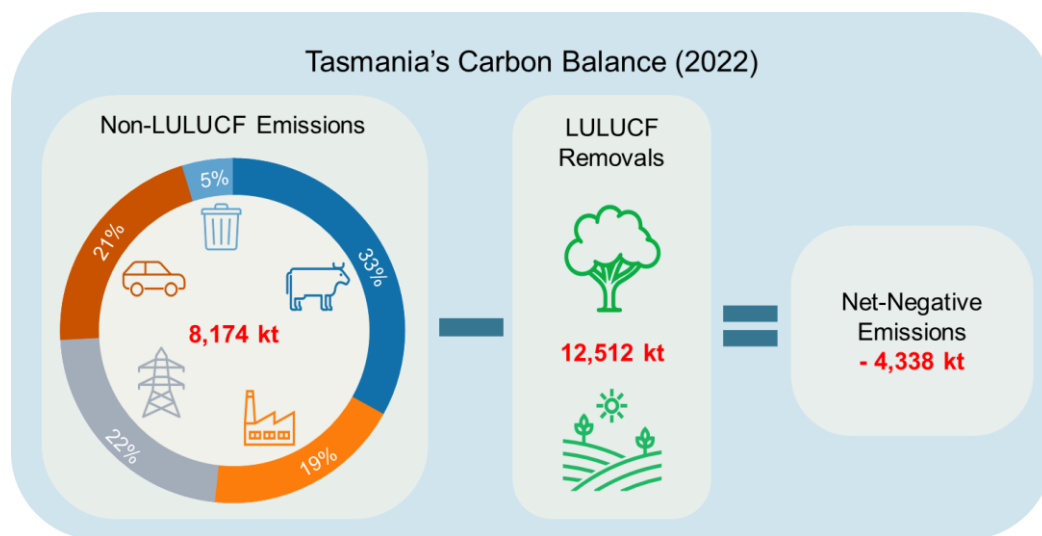 Tasmania's Carbon Balance (2022)
Non-LULUCF Emissions
5%
33%
21%
8,174 kt
22%
19%
LULUCF
Removals
12,512 kt
Net-Negative
Emissions
- 4,338 kt